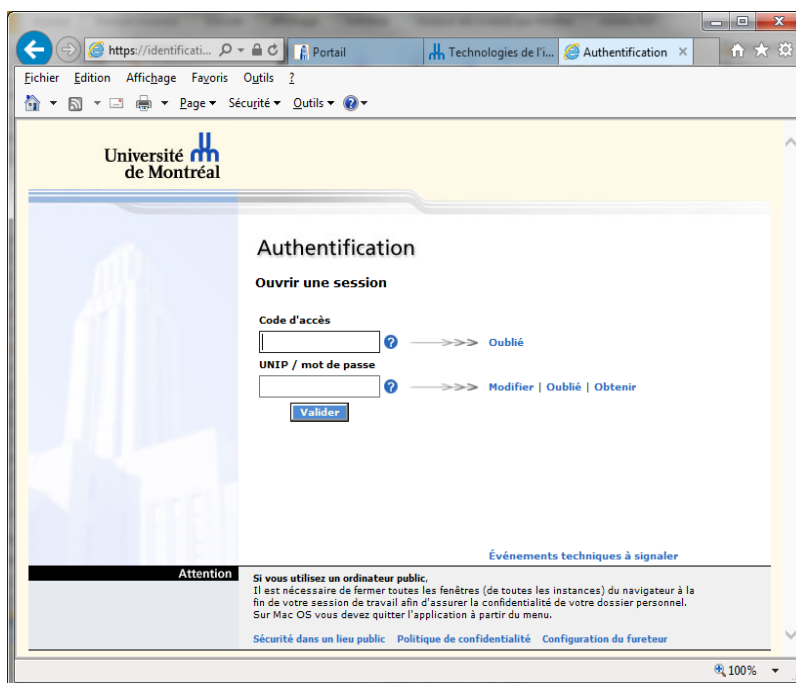 https://identificati...
Portail
Technologies de l'i...
Authentification
Fichier Edition Affichage Favoris Outils ?
Page Sécurité Outils
Université
de Montréal
Authentification
Ouvrir une session
Code d'accès
>>> Oublié
UNIP / mot de passe
>>> Modifier | Oublié | Obtenir
Valider
Événements techniques à signaler
Attention
Si vous utilisez un ordinateur public,
Il est nécessaire de fermer toutes les fenêtres (de toutes les instances) du navigateur à la
fin de votre session de travail afin d'assurer la confidentialité de votre dossier personnel.
Sur Mac OS vous devez quitter l'application à partir du menu.
Sécurité dans un lieu public Politique de confidentialité Configuration du fureteur
100%